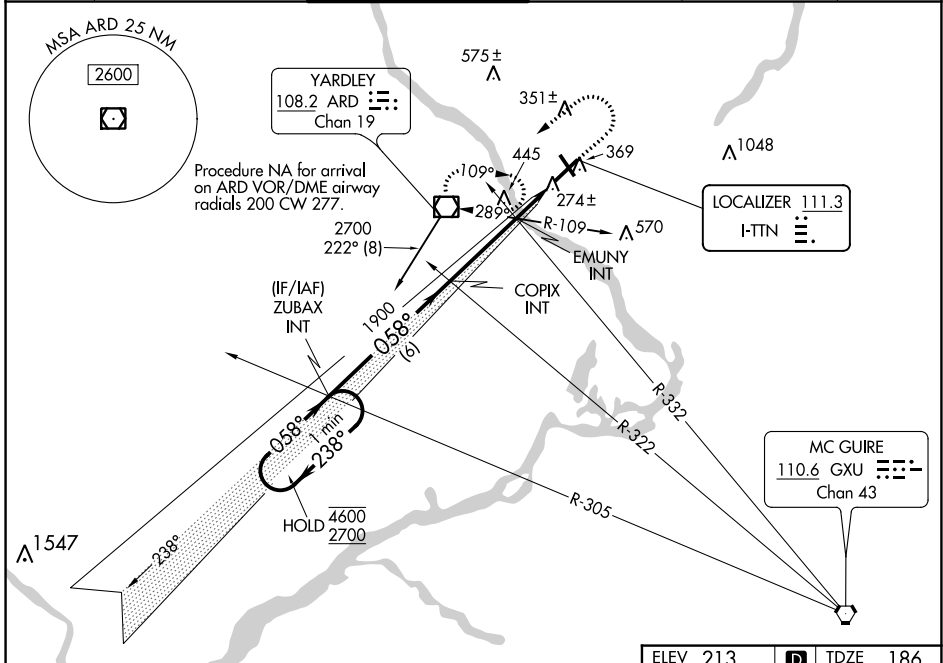 MSA ARD 25 NM
2600
YARDLEY
108.2 ARD
Chan 19
575±
351±
369
1048
Procedure NA for arrival
on ARD VOR/DME airway
radials 200 CW 277.
109°
445
289°
274±
R-109
570
LOCALIZER 111.3
I-TTN
2700
222° (8)
EMUNY
INT
COPIX
INT
(IF/IAF)
ZUBAX
INT
1900
058°
(6)
058°
1 min
238°
R-332
R-322
R-305
MC GUIRE
110.6 GXU
Chan 43
HOLD 4600
2700
1547
238°
ELEV 213 D TDZE 186